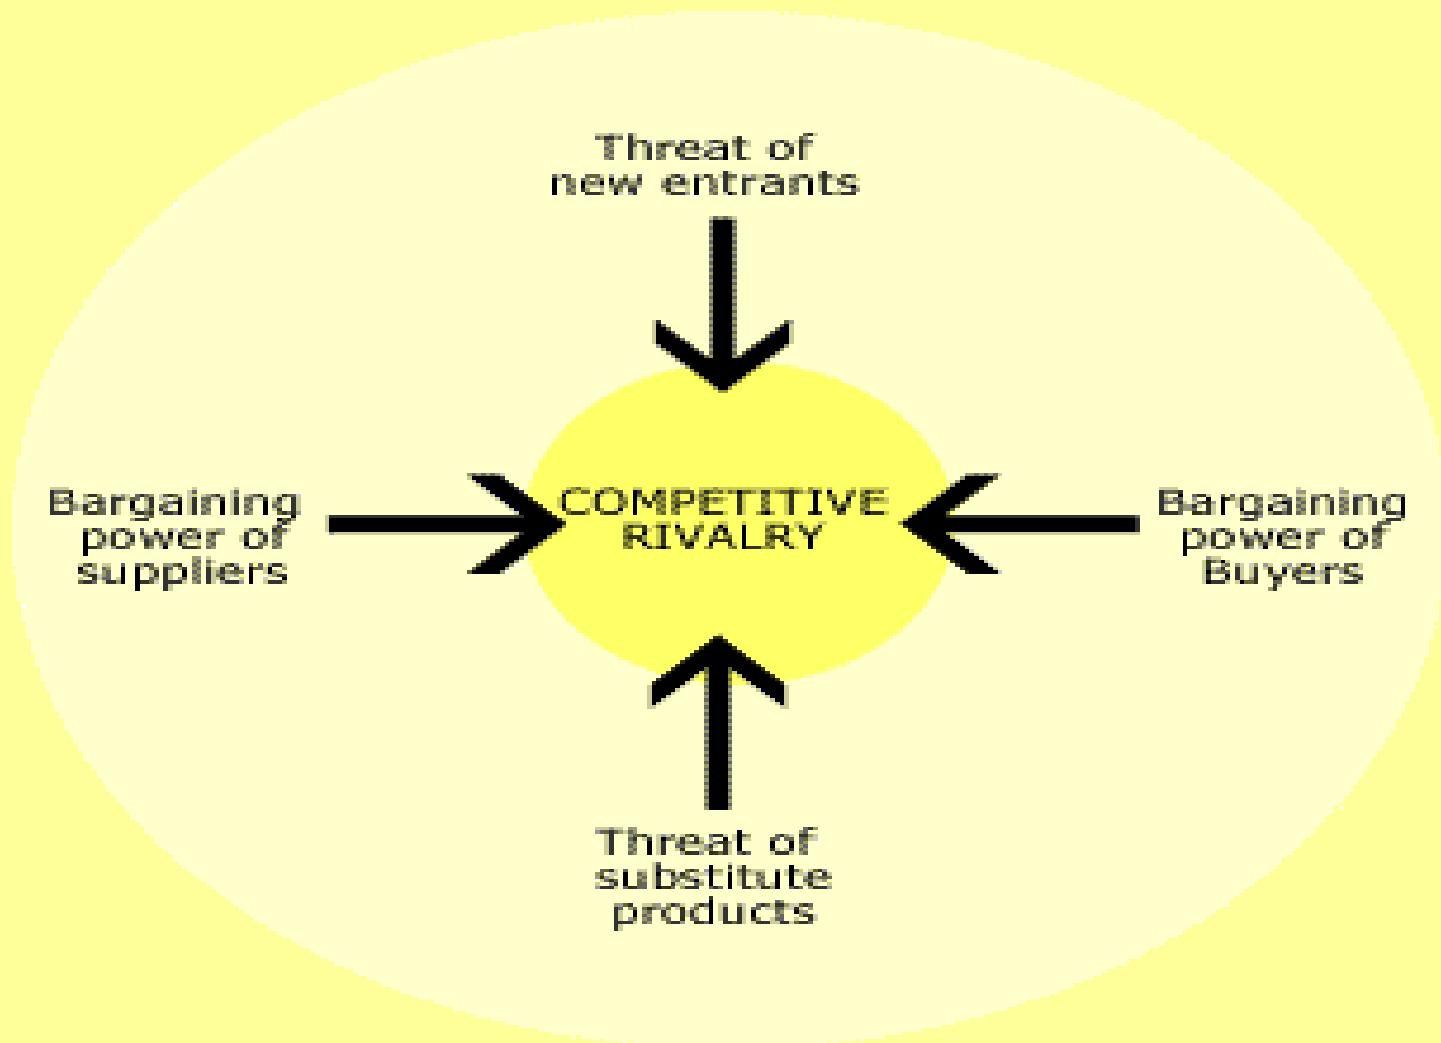 Threat of
new entrants
Bargaining
power of
suppliers
COMPETITIVE
RIVALRY
Bargaining
power of
Buyers
Threat of
substitute
products